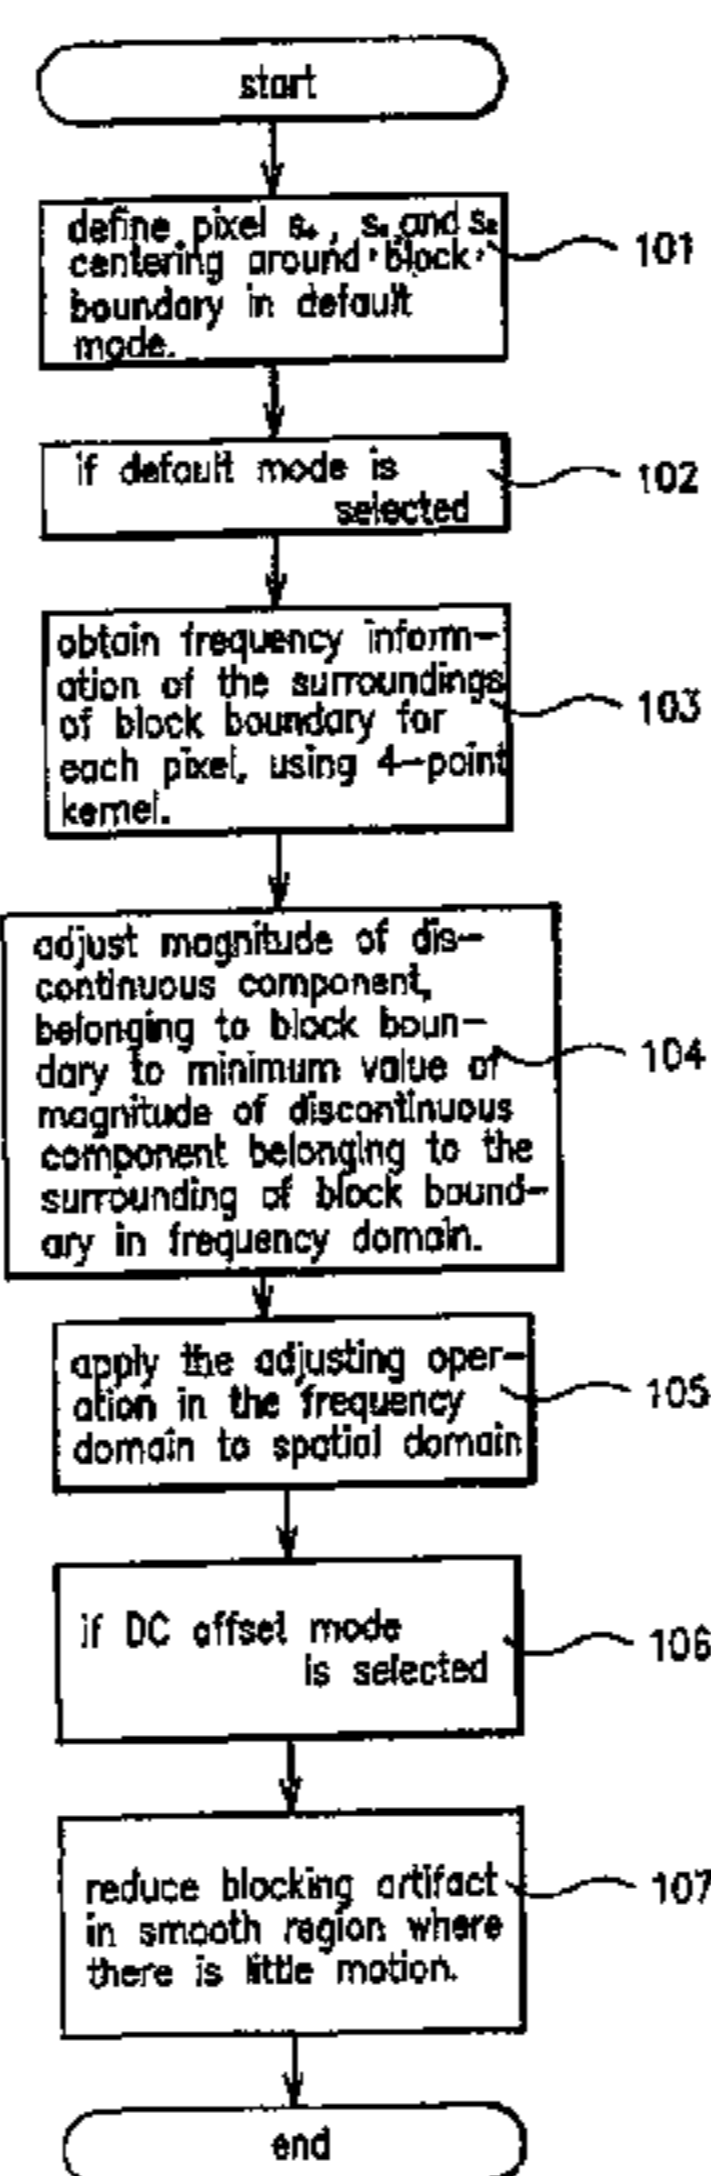 start
define pixel s₀, s₁ and s₂
centering around block
boundary in default
mode.
101
if default mode is
selected
102
obtain frequency inform-
ation of the surroundings
of block boundary for
each pixel, using 4-point
kernel.
103
adjust magnitude of dis-
continuous component,
belonging to block boun-
dary to minimum value of
magnitude of discontinuous
component belonging to the
surrounding of block bound-
ary in frequency domain.
104
apply the adjusting oper-
ation in the frequency
domain to spatial domain
105
if DC offset mode
is selected
106
reduce blocking artifact
in smooth region where
there is little motion.
107
end